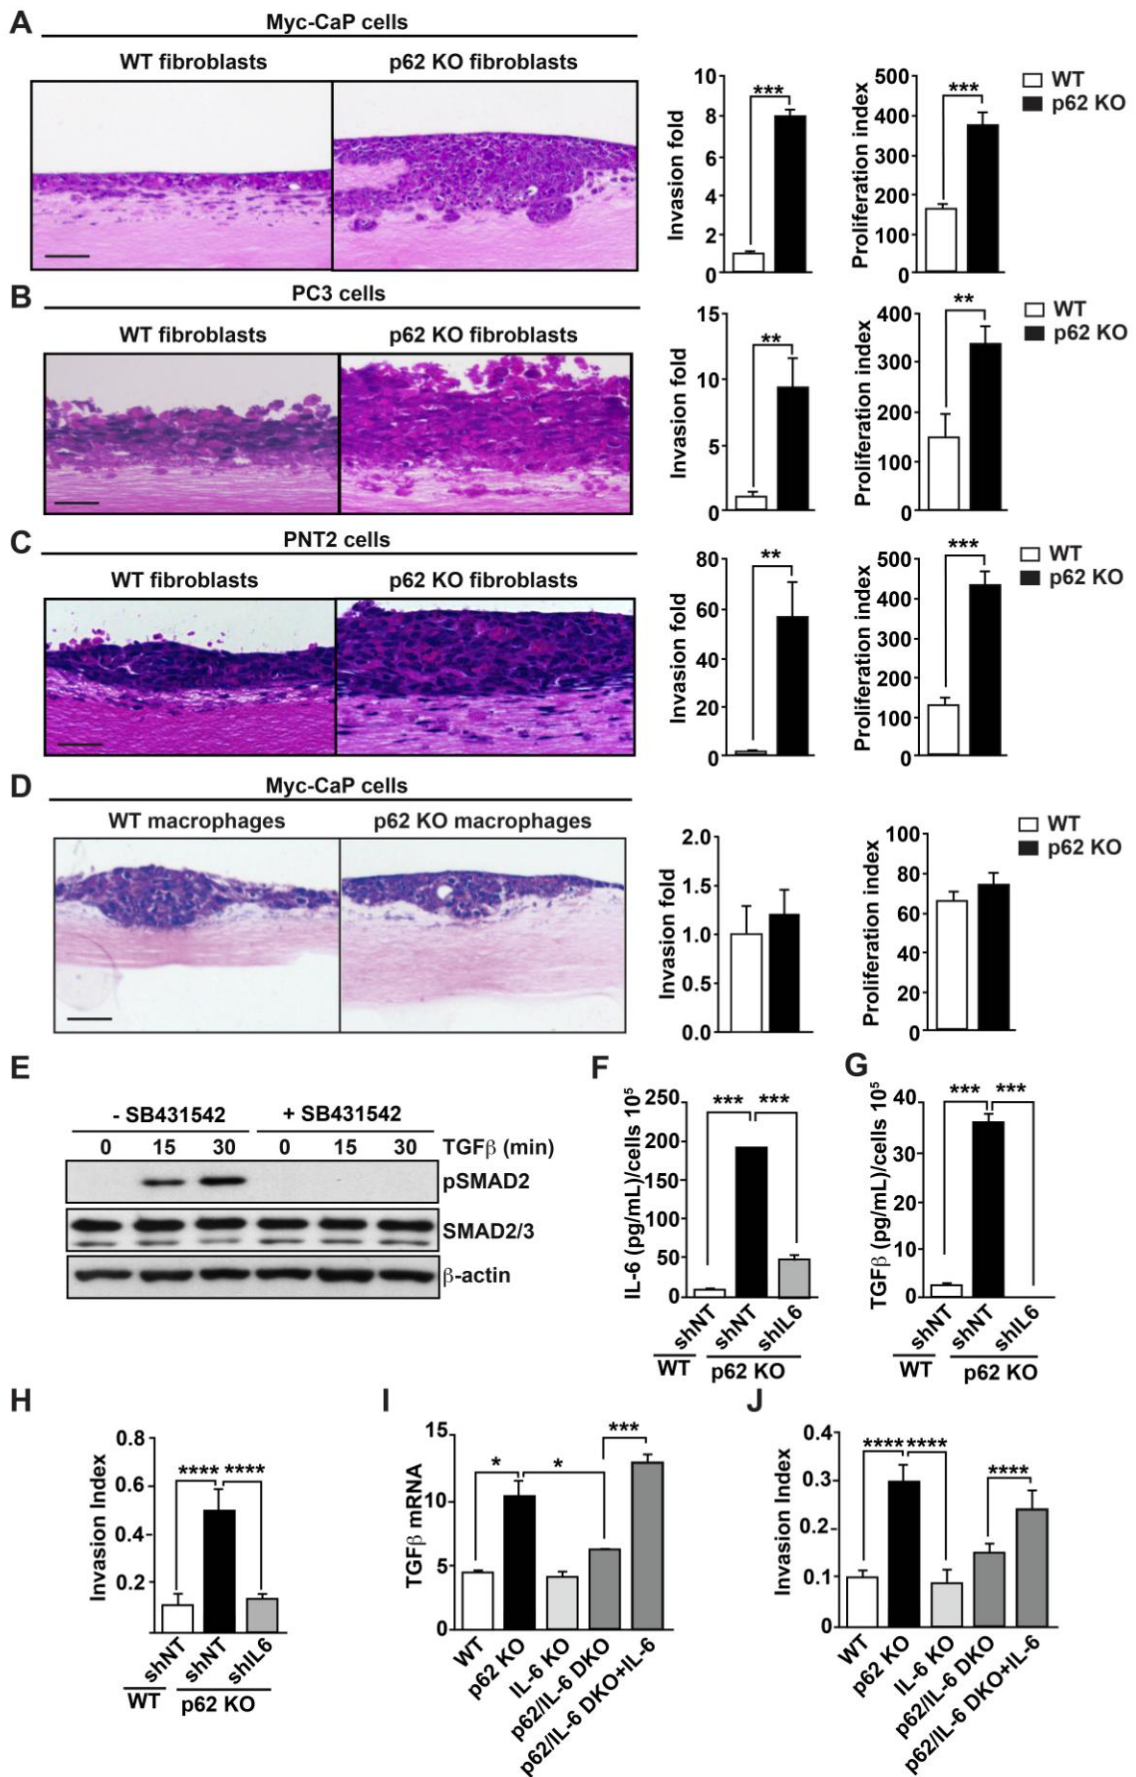 A
Myc-CaP cells
WT fibroblasts
p62 KO fibroblasts
Invasion fold
10
8
6
4
2
0
***
Proliferation index
500
400
300
200
100
0
***
WT
p62 KO
B
PC3 cells
WT fibroblasts
p62 KO fibroblasts
Invasion fold
15
10
5
0
**
Proliferation index
400
300
200
100
0
**
WT
p62 KO
C
PNT2 cells
WT fibroblasts
p62 KO fibroblasts
Invasion fold
80
60
40
20
0
**
Proliferation index
500
400
300
200
100
0
***
WT
p62 KO
D
Myc-CaP cells
WT macrophages
p62 KO macrophages
Invasion fold
2.0
1.5
1.0
0.5
0.0
Proliferation index
100
80
60
40
20
0
WT
p62 KO
E
- SB431542
+ SB431542
0 15 30 0 15 30 TGFβ (min)
pSMAD2
SMAD2/3
β-actin
F
IL-6 (pg/mL)/cells 10⁵
250
200
150
100
50
0
*** ***
shNT shNT shIL6
WT p62 KO
G
TGFβ (pg/mL)/cells 10⁵
40
30
20
10
0
*** ***
shNT shNT shIL6
WT p62 KO
H
Invasion Index
0.8
0.6
0.4
0.2
**** ****
shNT shNT shIL6
WT p62 KO
I
TGFβ mRNA
15
10
5
0
* * ***
WT
p62 KO
IL-6 KO
p62/IL-6 DKO
p62/IL-6 DKO+IL-6
J
Invasion Index
0.4
0.3
0.2
0.1
0
**** **** ****
WT
p62 KO
IL-6 KO
p62/IL-6 DKO
p62/IL-6 DKO+IL-6